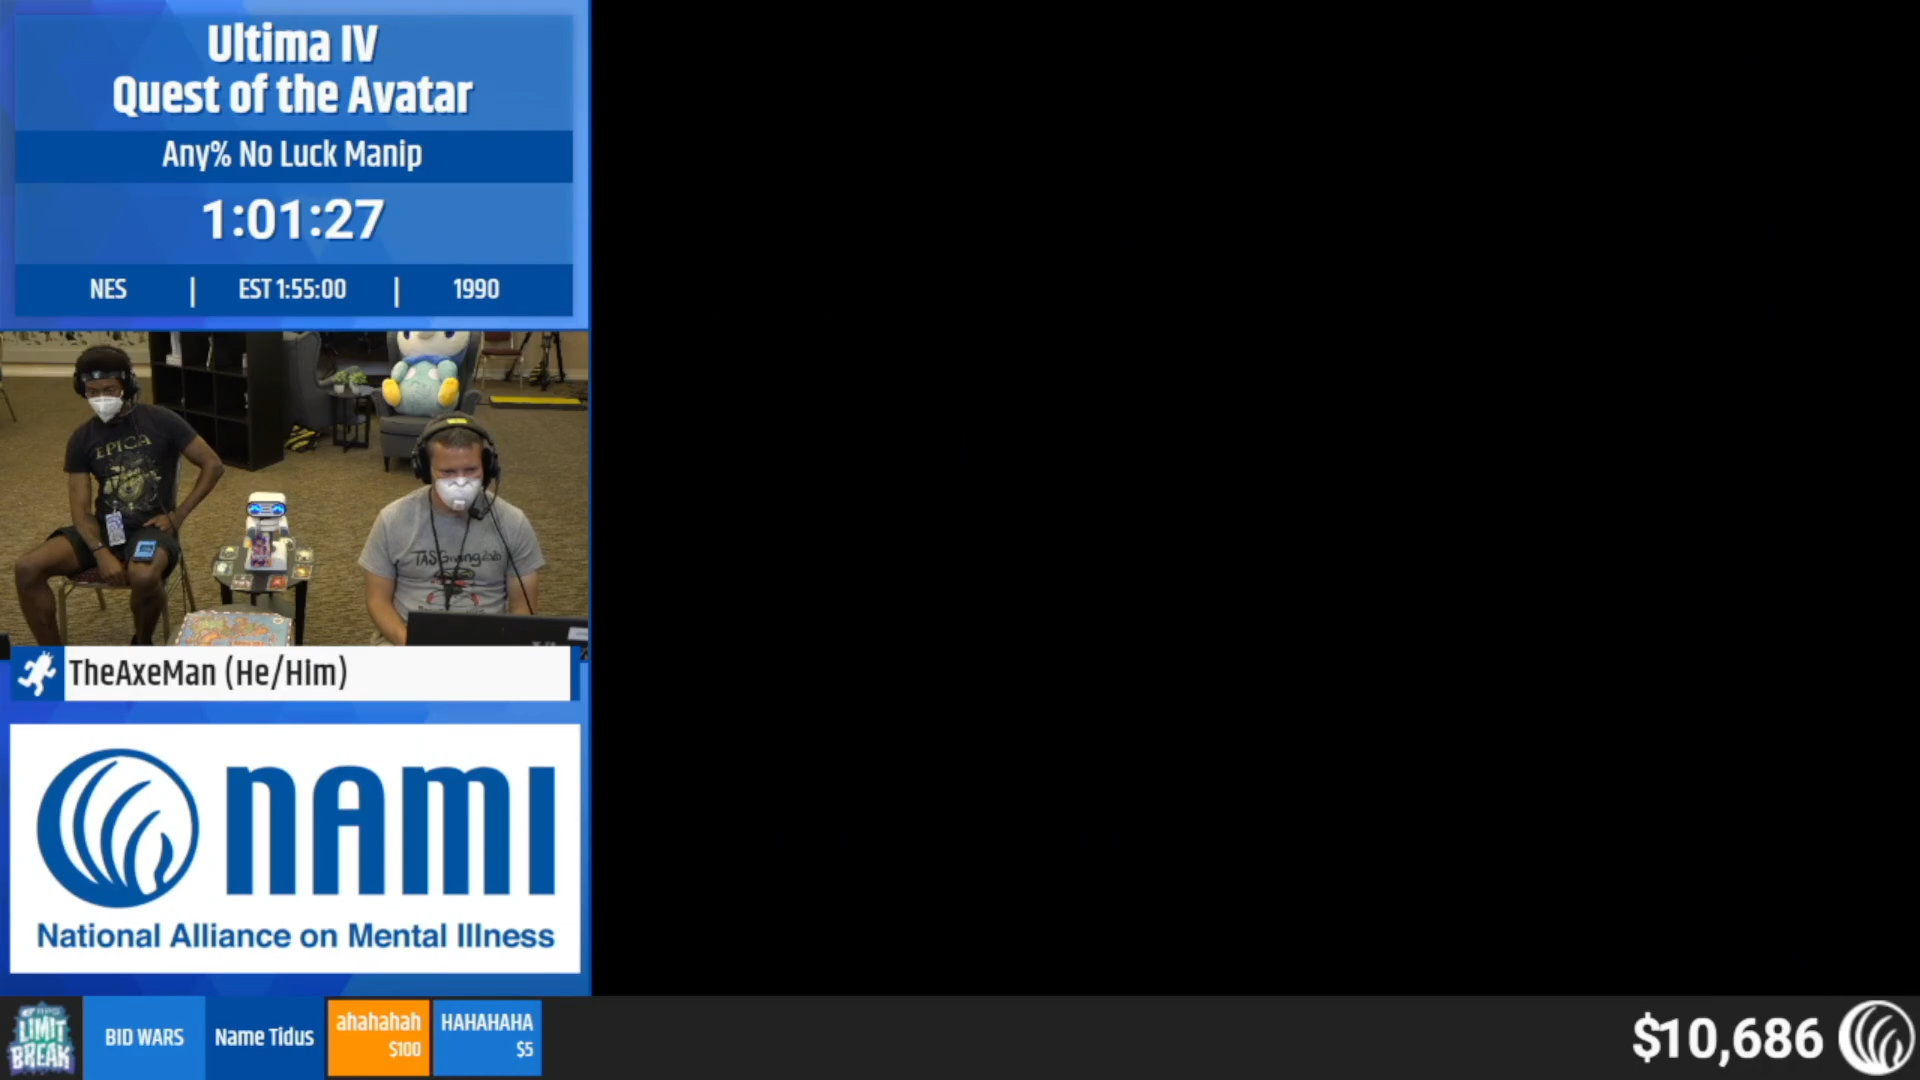 Ultima IV
Quest of the Avatar
Any% No Luck Manip
1:01:27
NES | EST 1:55:00 | 1990
EPICA
TheAxeMan (He/Him)
NAMI
National Alliance on Mental Illness
LIMIT
BREAK
BID WARS
Name Tidus
ahahahah
$100
HAHAHAHA
$5
$10,686